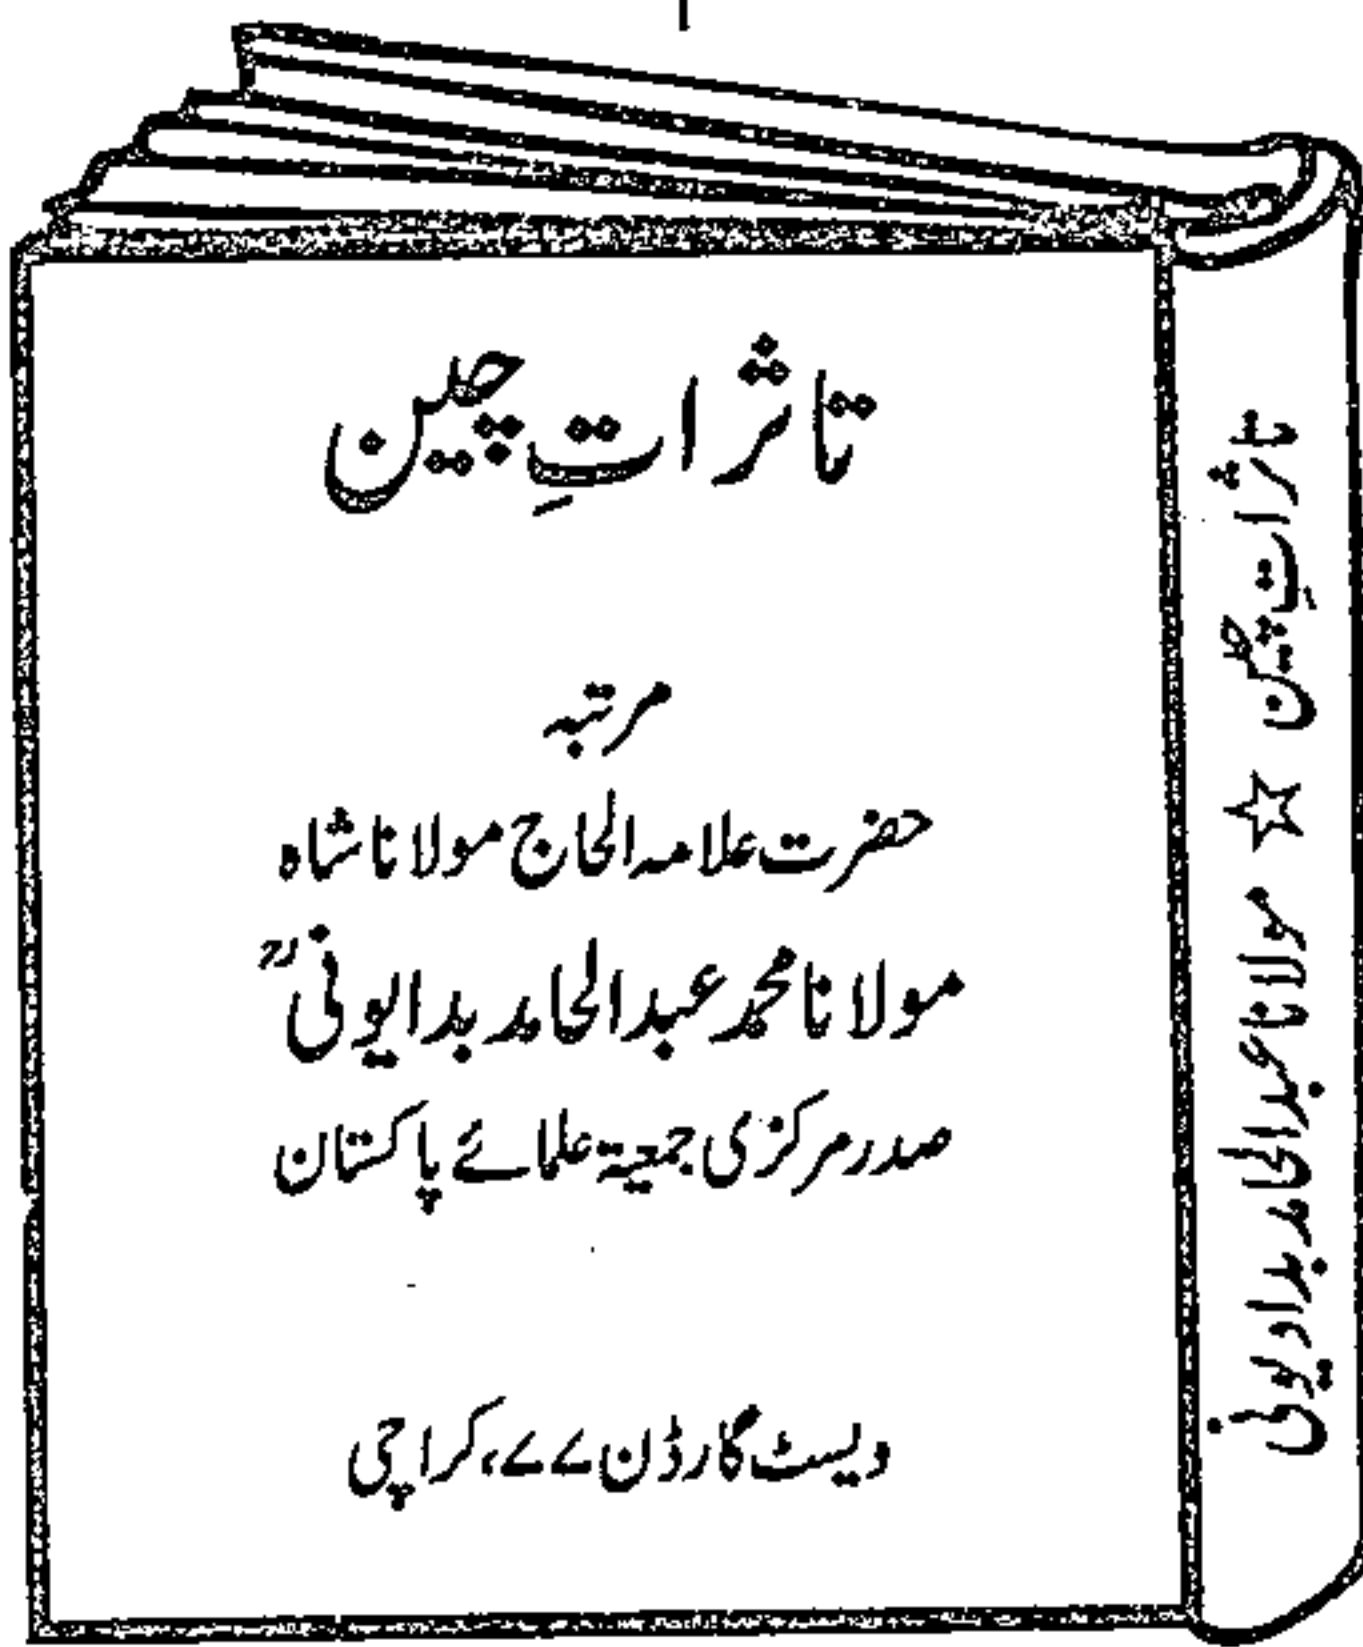 ۱
تاثراتِ چین
مرتبہ
حضرت علامہ الحاج مولانا شاہ
مولانا محمد عبدالحامد بدایونیؒ
صدر مرکزی جمعیۃ علمائے پاکستان
ویسٹ گارڈن ۷۷، کراچی
تاثراتِ چین ☆ مولانا عبدالحامد بدایونی